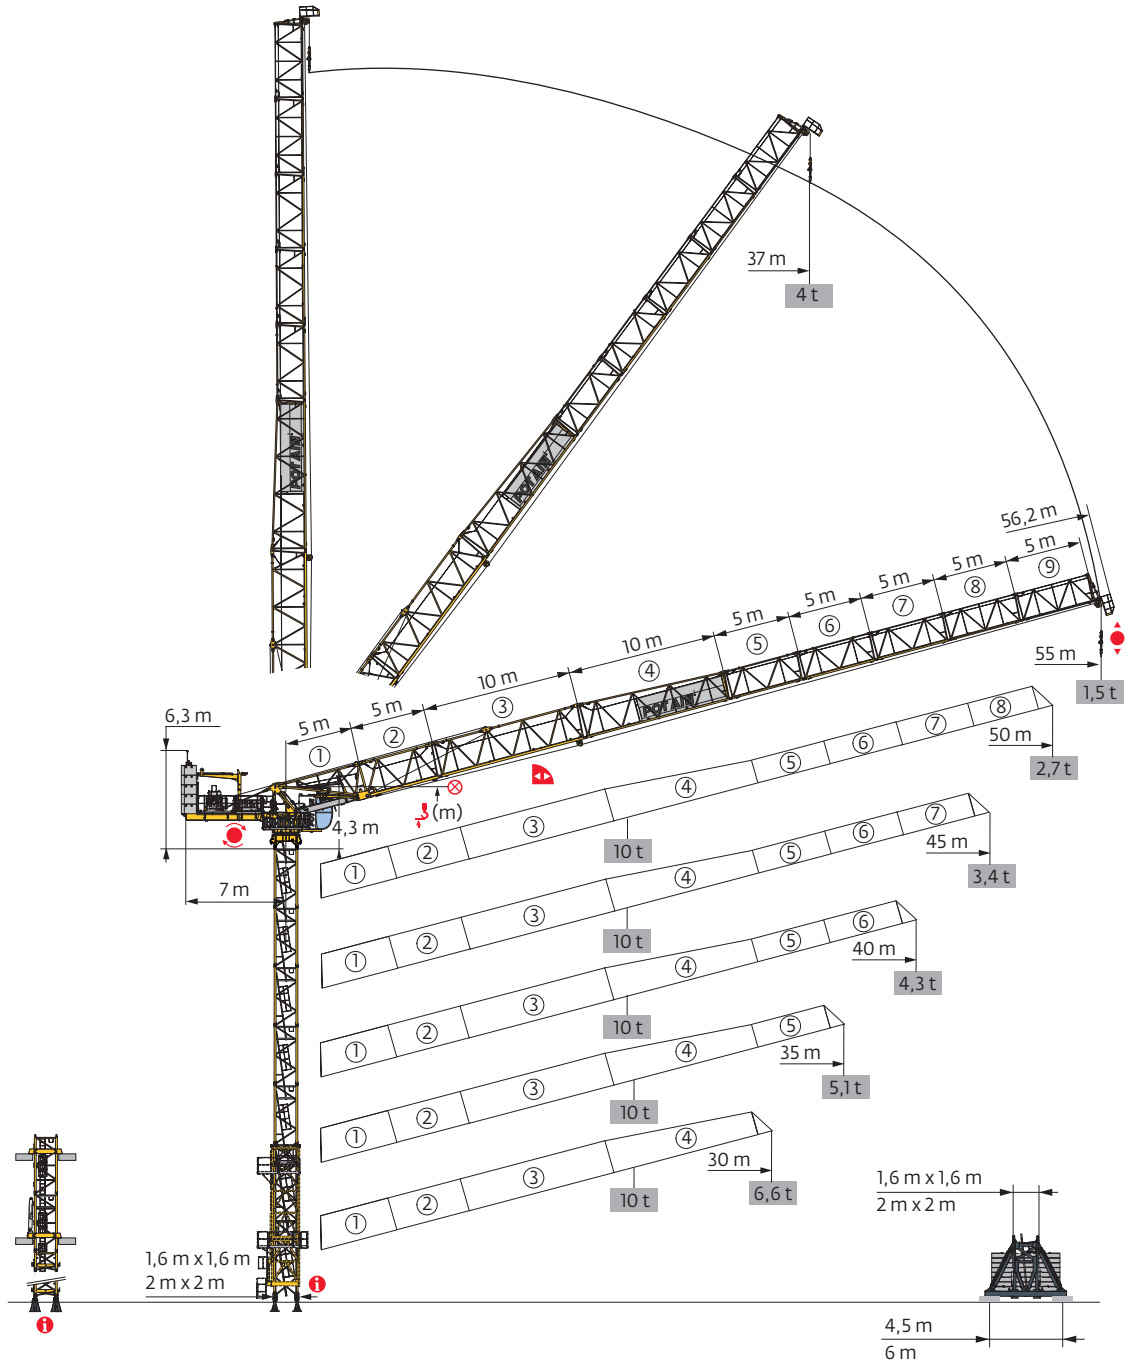 37 m
4 t
POTAIN
POTAIN
56,2 m
5 m
⑨
5 m
⑧
5 m
⑦
5 m
⑥
5 m
⑤
10 m
④
10 m
③
5 m
②
5 m
①
POTAIN
55 m
1,5 t
6,3 m
4,3 m
7 m
(m)
① ② ③ ④ ⑤ ⑥ ⑦ ⑧
50 m
2,7 t
10 t
① ② ③ ④ ⑤ ⑥ ⑦
45 m
3,4 t
10 t
① ② ③ ④ ⑤ ⑥
40 m
4,3 t
10 t
① ② ③ ④ ⑤
35 m
5,1 t
10 t
① ② ③ ④
30 m
6,6 t
10 t
1,6 m x 1,6 m
2 m x 2 m
i
i
1,6 m x 1,6 m
2 m x 2 m
4,5 m
6 m